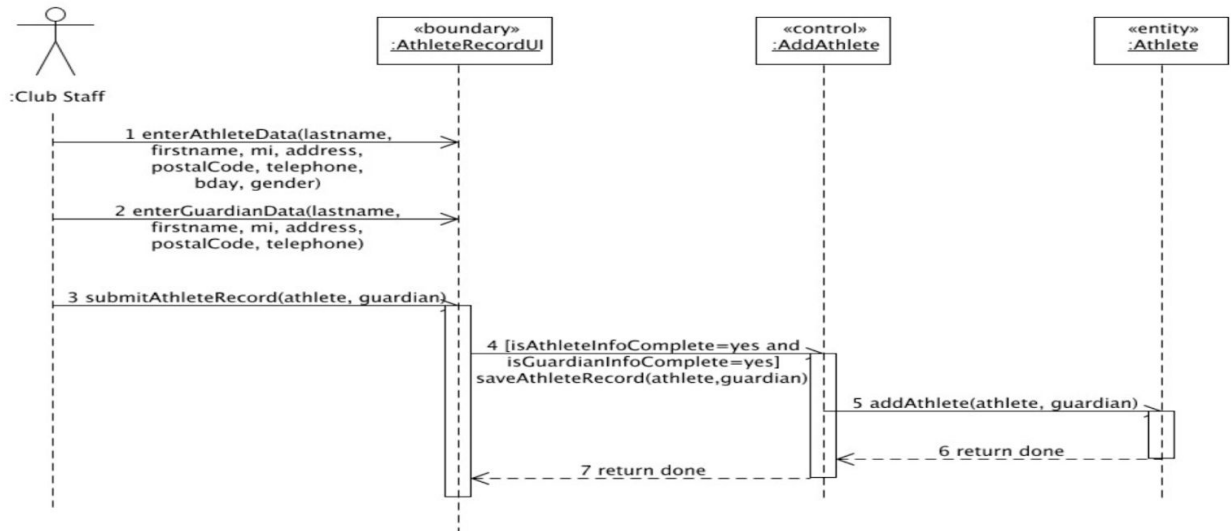 «boundary»
:AthleteRecordUI
«control»
:AddAthlete
«entity»
:Athlete
:Club Staff
1 enterAthleteData(lastname,
firstname, mi, address,
postalCode, telephone,
bday, gender)
2 enterGuardianData(lastname,
firstname, mi, address,
postalCode, telephone)
3 submitAthleteRecord(athlete, guardian)
4 [isAthleteInfoComplete=yes and
isGuardianInfoComplete=yes]
saveAthleteRecord(athlete,guardian)
5 addAthlete(athlete, guardian)
6 return done
7 return done